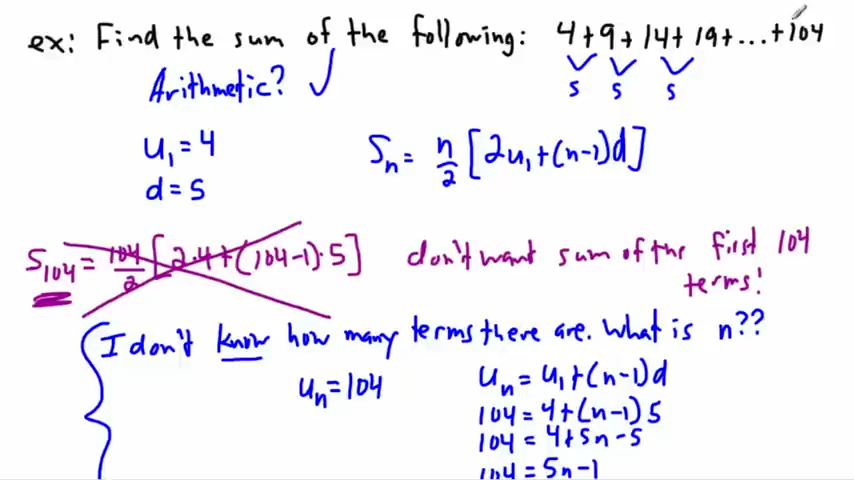 ex: Find the sum of the following: 4+9+14+19+...+104
5 5 5
Arithmetic? ✓
u₁=4
d=5
Sₙ= n/2 [2u₁+(n-1)d]
S₁₀₄= 104/2 [2·4+(104-1)·5]
don't want sum of the first 104
terms!
I don't know how many terms there are. What is n??
uₙ=104
uₙ=u₁+(n-1)d
104=4+(n-1)5
104=4+5n-5
104=5n-1